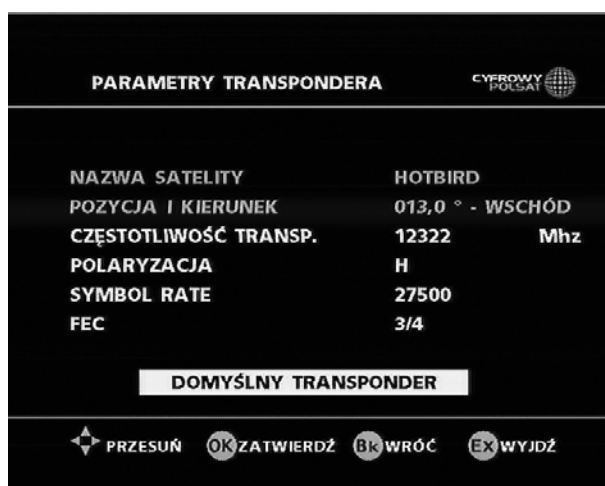 PARAMETRY TRANSPONDERA CYFROWY POLSAT
NAZWA SATELITY HOTBIRD
POZYCJA I KIERUNEK 013,0 ° - WSCHÓD
CZĘSTOTLIWOŚĆ TRANSP. 12322 Mhz
POLARYZACJA H
SYMBOL RATE 27500
FEC 3/4
DOMYŚLNY TRANSPONDER
PRZESUŃ OK ZATWIERDŹ Bk WRÓĆ Ex WYJDŹ